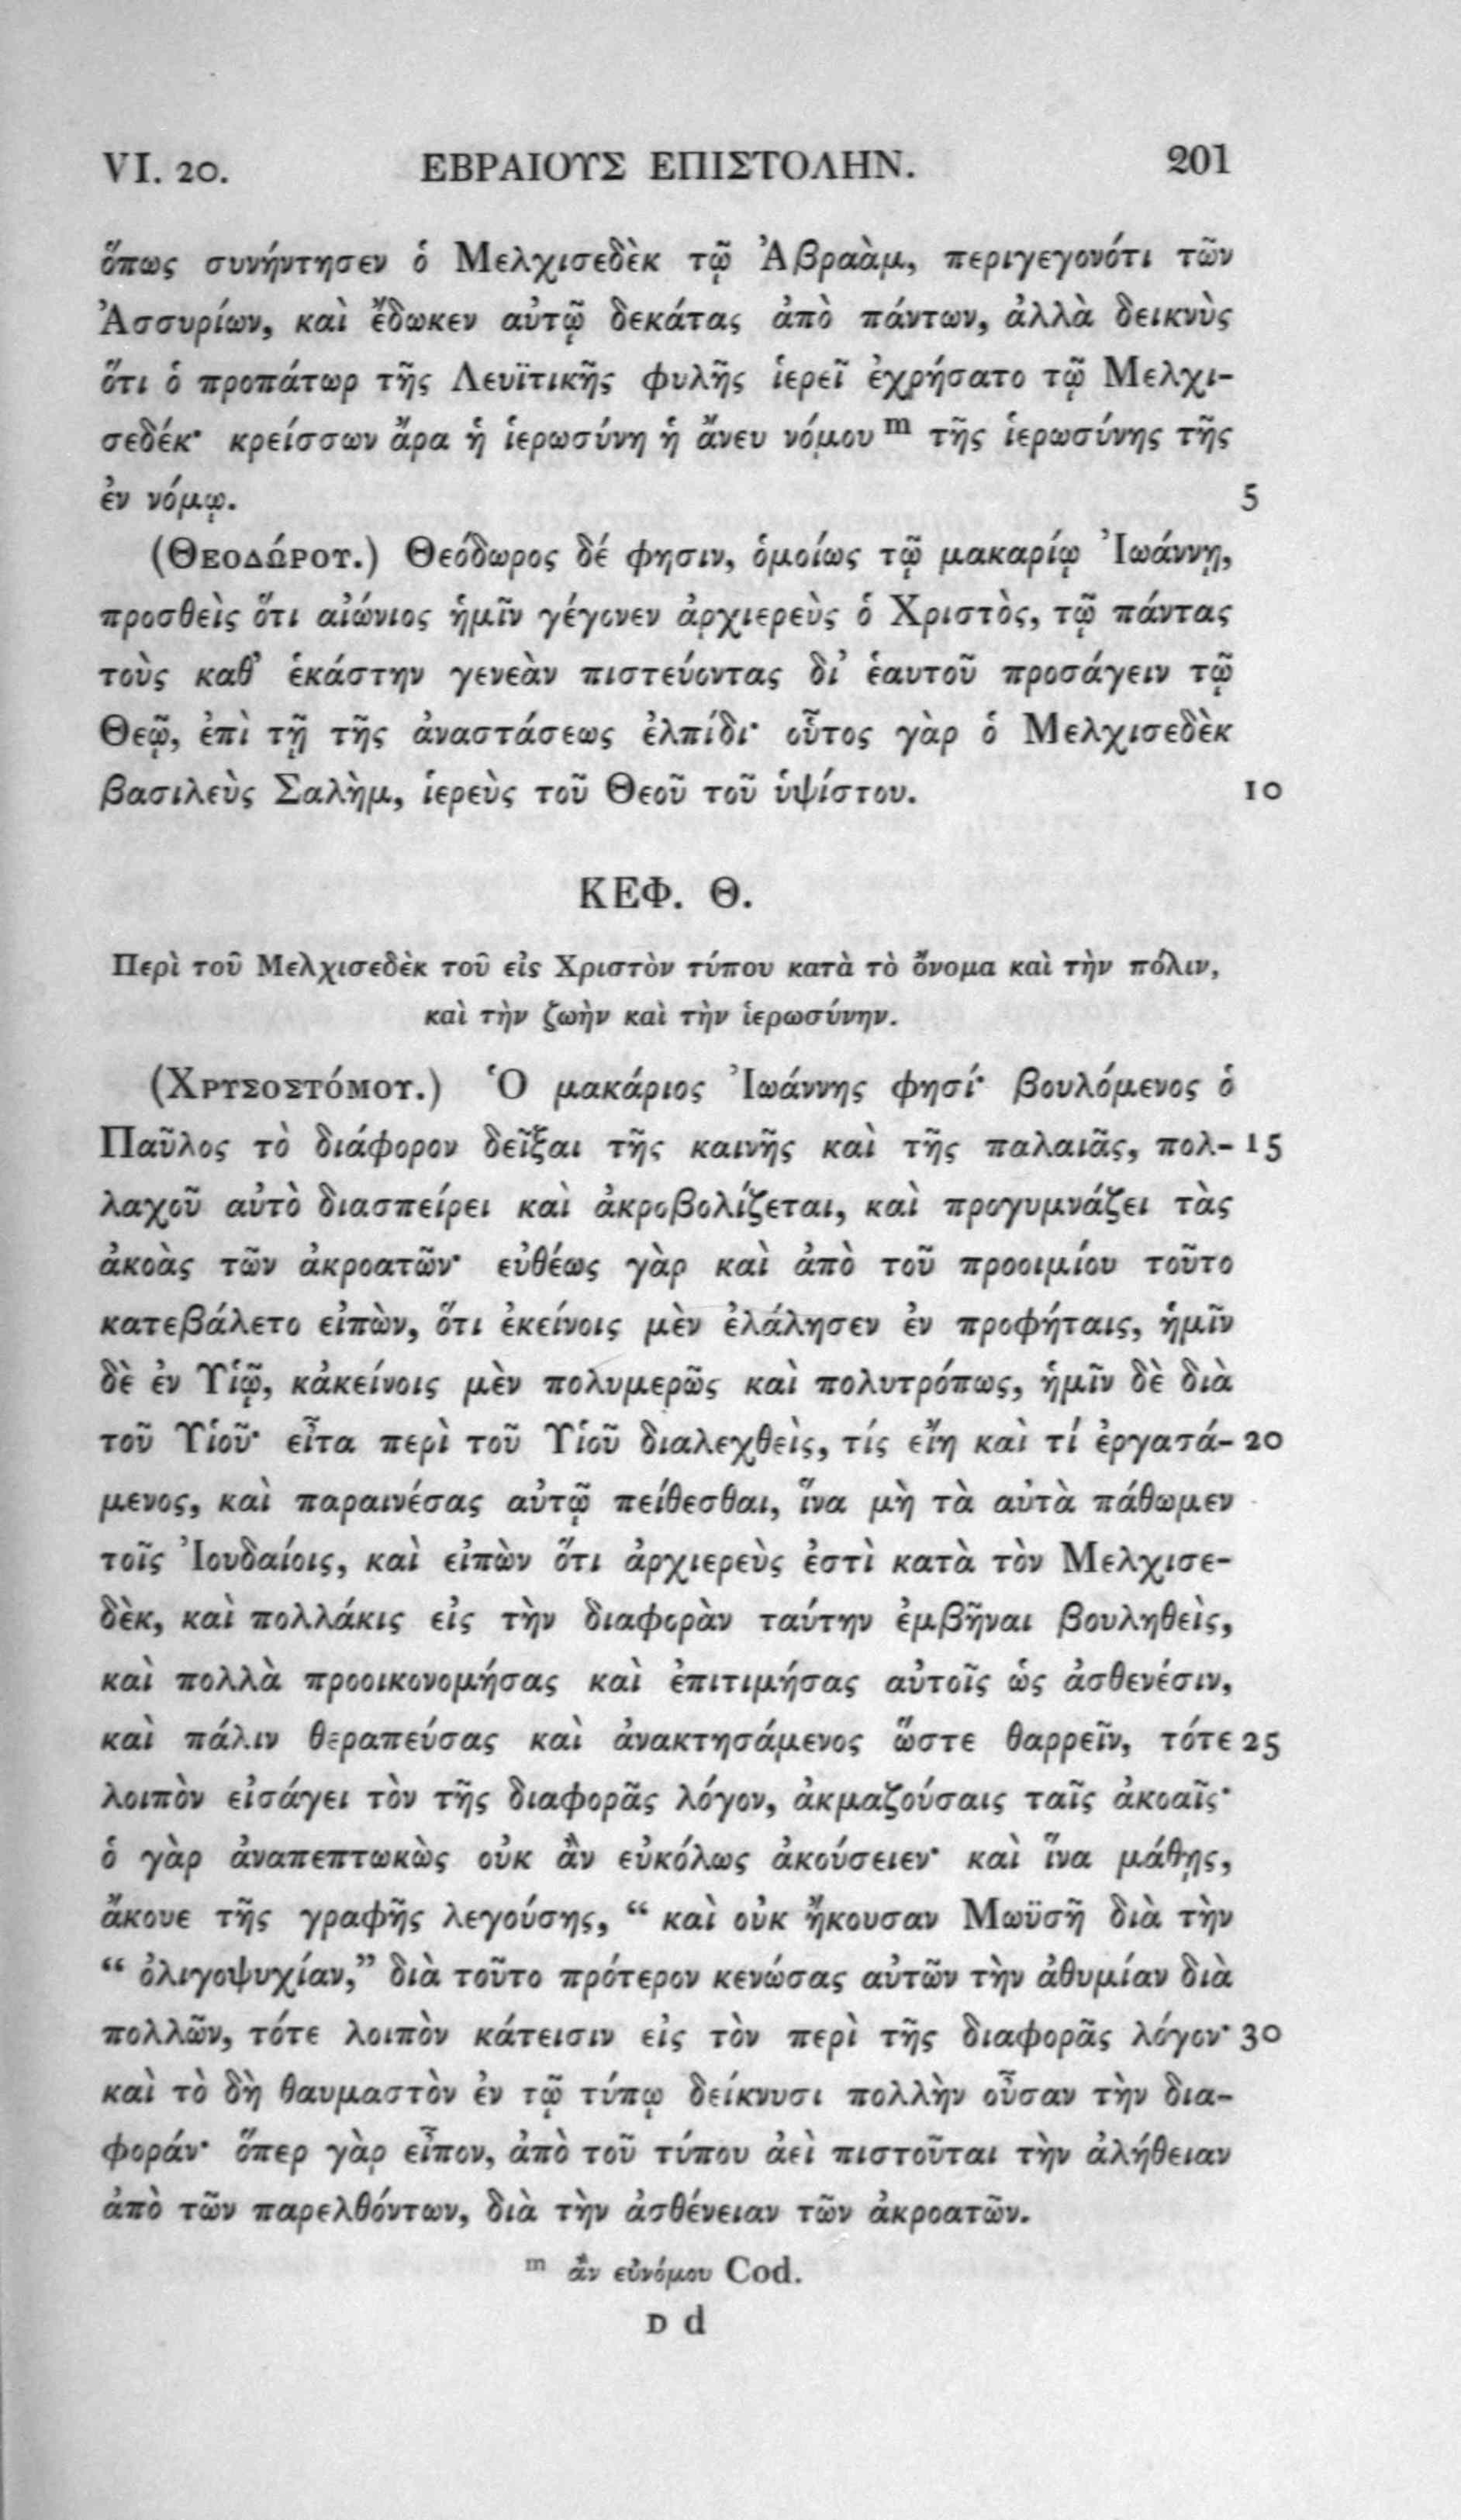 VI. 20. ΕΒΡΑΙΟΥΣ ΕΠΙΣΤΟΛΗΝ. 201
ὅπως συνήντησεν ὁ Μελχισεδὲκ τῷ Ἀβραὰμ, περιγεγονότι τῶν
Ἀσσυρίων, καὶ ἔδωκεν αὐτῷ δεκάτας ἀπὸ πάντων, ἀλλὰ δεικνὺς
ὅτι ὁ προπάτωρ τῆς Λευϊτικῆς φυλῆς ἱερεῖ ἐχρήσατο τῷ Μελχι-
σεδέκ· κρείσσων ἄρα ἡ ἱερωσύνη ἡ ἄνευ νόμου m τῆς ἱερωσύνης τῆς
ἐν νόμῳ. 5
(ΘΕΟΔΏΡΟΥ.) Θεόδωρος δέ φησιν, ὁμοίως τῷ μακαρίῳ Ἰωάννῃ,
προσθεὶς ὅτι αἰώνιος ἡμῖν γέγονεν ἀρχιερεὺς ὁ Χριστὸς, τῷ πάντας
τοὺς καθ’ ἑκάστην γενεὰν πιστεύοντας δι’ ἑαυτοῦ προσάγειν τῷ
Θεῷ, ἐπὶ τῇ τῆς ἀναστάσεως ἐλπίδι· οὗτος γὰρ ὁ Μελχισεδὲκ
βασιλεὺς Σαλὴμ, ἱερεὺς τοῦ Θεοῦ τοῦ ὑψίστου. 10
ΚΕΦ. Θ.
Περὶ τοῦ Μελχισεδὲκ τοῦ εἰς Χριστὸν τύπου κατὰ τὸ ὄνομα καὶ τὴν πόλιν,
καὶ τὴν ζωὴν καὶ τὴν ἱερωσύνην.
(ΧΡΥΣΟΣΤΌΜΟΥ.) Ὁ μακάριος Ἰωάννης φησί· βουλόμενος ὁ
Παῦλος τὸ διάφορον δεῖξαι τῆς καινῆς καὶ τῆς παλαιᾶς, πολ- 15
λαχοῦ αὐτὸ διασπείρει καὶ ἀκροβολίζεται, καὶ προγυμνάζει τὰς
ἀκοὰς τῶν ἀκροατῶν· εὐθέως γὰρ καὶ ἀπὸ τοῦ προοιμίου τοῦτο
κατεβάλετο εἰπὼν, ὅτι ἐκείνοις μὲν ἐλάλησεν ἐν προφήταις, ἡμῖν
δὲ ἐν Υἱῷ, κἀκείνοις μὲν πολυμερῶς καὶ πολυτρόπως, ἡμῖν δὲ διὰ
τοῦ Υἱοῦ· εἶτα περὶ τοῦ Υἱοῦ διαλεχθεὶς, τίς εἴη καὶ τί ἐργασά- 20
μενος, καὶ παραινέσας αὐτῷ πείθεσθαι, ἵνα μὴ τὰ αὐτὰ πάθωμεν
τοῖς Ἰουδαίοις, καὶ εἰπὼν ὅτι ἀρχιερεὺς ἐστὶ κατὰ τὸν Μελχισε-
δὲκ, καὶ πολλάκις εἰς τὴν διαφορὰν ταύτην ἐμβῆναι βουληθεὶς,
καὶ πολλὰ προοικονομήσας καὶ ἐπιτιμήσας αὐτοῖς ὡς ἀσθενέσιν,
καὶ πάλιν θεραπεύσας καὶ ἀνακτησάμενος ὥστε θαρρεῖν, τότε 25
λοιπὸν εἰσάγει τὸν τῆς διαφορᾶς λόγον, ἀκμαζούσαις ταῖς ἀκοαῖς·
ὁ γὰρ ἀναπεπτωκὼς οὐκ ἂν εὐκόλως ἀκούσειεν· καὶ ἵνα μάθῃς,
ἄκουε τῆς γραφῆς λεγούσης, “ καὶ οὐκ ἤκουσαν Μωϋσῆ διὰ τὴν
“ ὀλιγοψυχίαν,” διὰ τοῦτο πρότερον κενώσας αὐτῶν τὴν ἀθυμίαν διὰ
πολλῶν, τότε λοιπὸν κάτεισιν εἰς τὸν περὶ τῆς διαφορᾶς λόγον· 30
καὶ τὸ δὴ θαυμαστὸν ἐν τῷ τύπῳ δείκνυσι πολλὴν οὖσαν τὴν δια-
φοράν· ὅπερ γὰρ εἶπον, ἀπὸ τοῦ τύπου ἀεὶ πιστοῦται τὴν ἀλήθειαν
ἀπὸ τῶν παρελθόντων, διὰ τὴν ἀσθένειαν τῶν ἀκροατῶν.
m ἂν εὐνόμου Cod.
D d